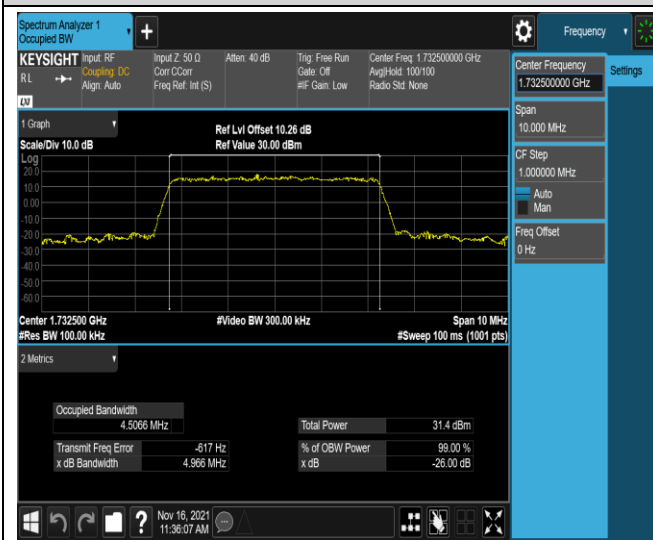 Spectrum Analyzer 1
Occupied BW
Frequency
KEYSIGHT
RL
LXI
Input: RF
Coupling: DC
Align: Auto
Input Z: 50 Ω
Corr CCorr
Freq Ref: Int (S)
Atten: 40 dB
Trig: Free Run
Gate: Off
#IF Gain: Low
Center Freq: 1.732500000 GHz
Avg|Hold: 100/100
Radio Std: None
Center Frequency
1.732500000 GHz
Settings
Span
10.000 MHz
CF Step
1.000000 MHz
Auto
Man
Freq Offset
0 Hz
1 Graph
Scale/Div 10.0 dB
Ref Lvl Offset 10.26 dB
Ref Value 30.00 dBm
Log
20.0
10.0
0.00
-10.0
-20.0
-30.0
-40.0
-50.0
-60.0
Center 1.732500 GHz
#Video BW 300.00 kHz
Span 10 MHz
#Res BW 100.00 kHz
#Sweep 100 ms (1001 pts)
2 Metrics
Occupied Bandwidth
4.5066 MHz
Total Power 31.4 dBm
Transmit Freq Error -617 Hz
% of OBW Power 99.00 %
x dB Bandwidth 4.966 MHz
x dB -26.00 dB
Nov 16, 2021
11:36:07 AM